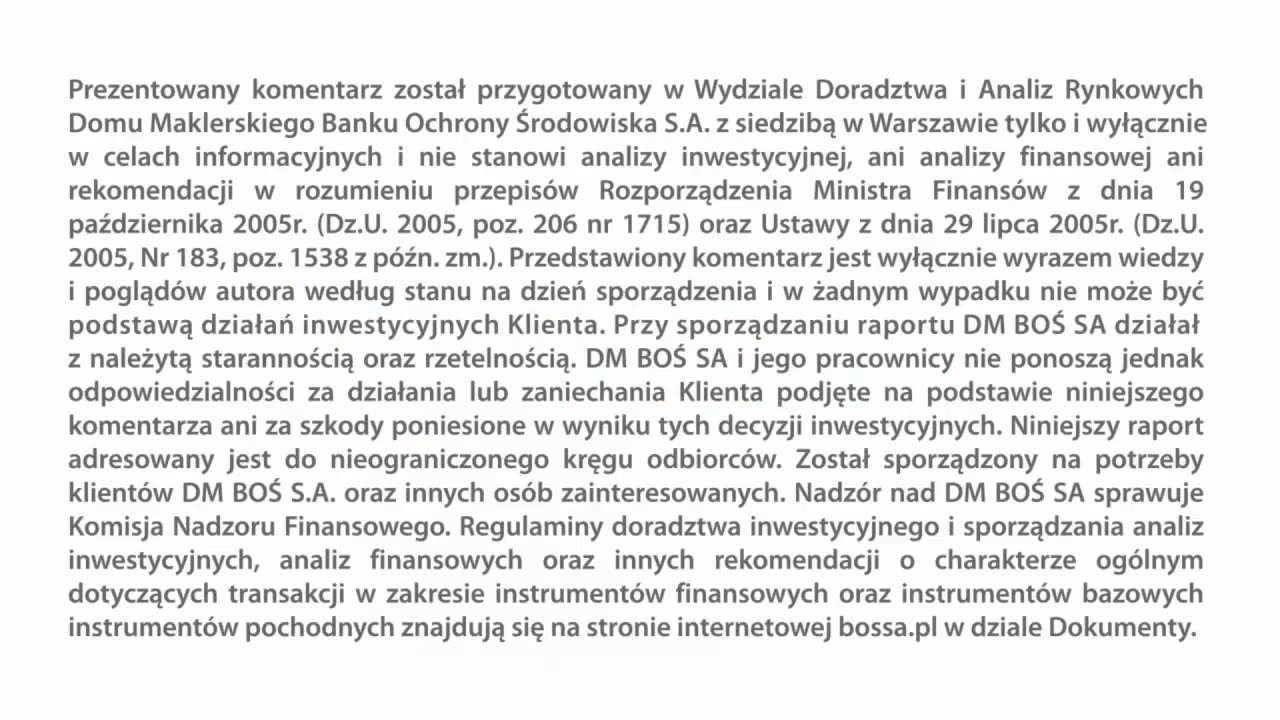 Prezentowany komentarz został przygotowany w Wydziale Doradztwa i Analiz Rynkowych
Domu Maklerskiego Banku Ochrony Środowiska S.A. z siedzibą w Warszawie tylko i wyłącznie
w celach informacyjnych i nie stanowi analizy inwestycyjnej, ani analizy finansowej ani
rekomendacji w rozumieniu przepisów Rozporządzenia Ministra Finansów z dnia 19
października 2005r. (Dz.U. 2005, poz. 206 nr 1715) oraz Ustawy z dnia 29 lipca 2005r. (Dz.U.
2005, Nr 183, poz. 1538 z późn. zm.). Przedstawiony komentarz jest wyłącznie wyrazem wiedzy
i poglądów autora według stanu na dzień sporządzenia i w żadnym wypadku nie może być
podstawą działań inwestycyjnych Klienta. Przy sporządzaniu raportu DM BOŚ SA działał
z należytą starannością oraz rzetelnością. DM BOŚ SA i jego pracownicy nie ponoszą jednak
odpowiedzialności za działania lub zaniechania Klienta podjęte na podstawie niniejszego
komentarza ani za szkody poniesione w wyniku tych decyzji inwestycyjnych. Niniejszy raport
adresowany jest do nieograniczonego kręgu odbiorców. Został sporządzony na potrzeby
klientów DM BOŚ S.A. oraz innych osób zainteresowanych. Nadzór nad DM BOŚ SA sprawuje
Komisja Nadzoru Finansowego. Regulaminy doradztwa inwestycyjnego i sporządzania analiz
inwestycyjnych, analiz finansowych oraz innych rekomendacji o charakterze ogólnym
dotyczących transakcji w zakresie instrumentów finansowych oraz instrumentów bazowych
instrumentów pochodnych znajdują się na stronie internetowej bossa.pl w dziale Dokumenty.